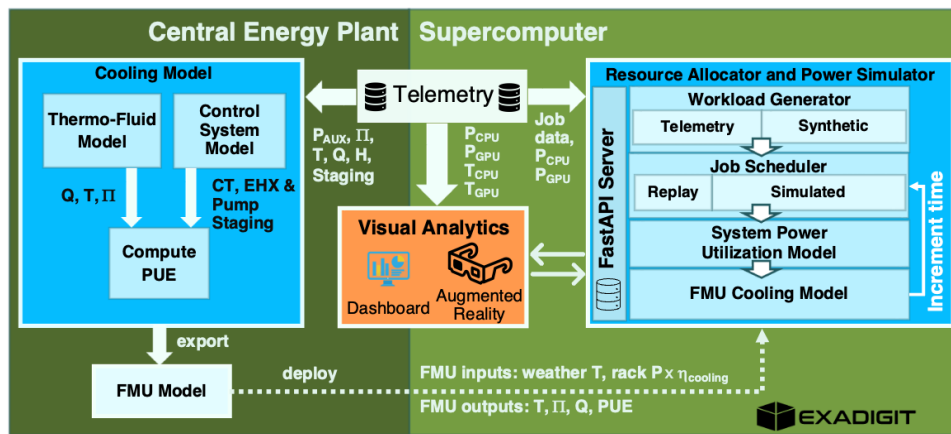 Central Energy Plant
Supercomputer
Cooling Model
Thermo-Fluid
Model
Control
System
Model
Q, T, Π
CT, EHX &
Pump
Staging
Compute
PUE
export
FMU Model
deploy
Telemetry
P_AUX, Π,
T, Q, H,
Staging
P_CPU
P_GPU
T_CPU
T_GPU
Job
data,
P_CPU
P_GPU
Visual Analytics
Dashboard
Augmented
Reality
Resource Allocator and Power Simulator
FastAPI Server
Workload Generator
Telemetry
Synthetic
Job Scheduler
Replay
Simulated
System Power
Utilization Model
FMU Cooling Model
Increment time
FMU inputs: weather T, rack P x η_cooling
FMU outputs: T, Π, Q, PUE
EXADIGIT